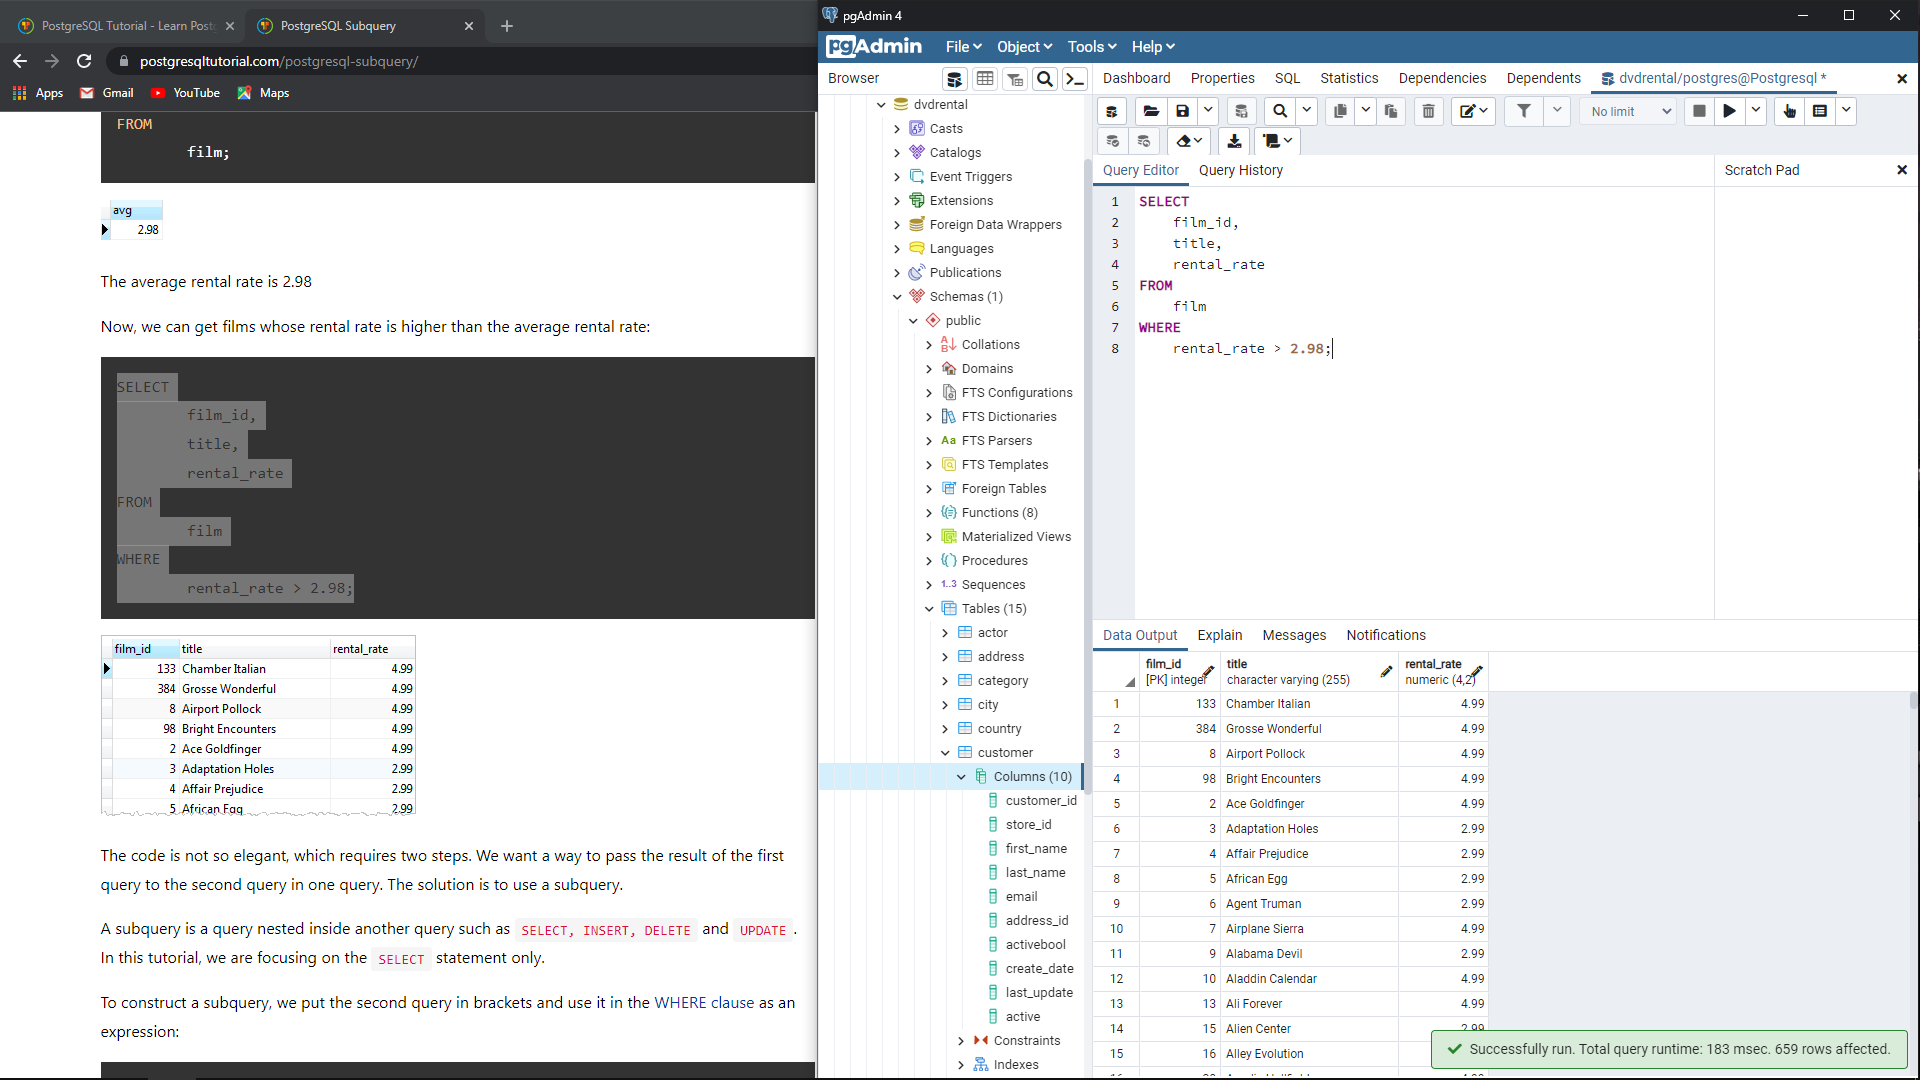 PostgreSQL Tutorial - Learn Post
PostgreSQL Subquery
postgresqltutorial.com/postgresql-subquery/
Apps
Gmail
YouTube
Maps
FROM
film;
avg
2.98
The average rental rate is 2.98
Now, we can get films whose rental rate is higher than the average rental rate:
SELECT
film_id,
title,
rental_rate
FROM
film
WHERE
rental_rate > 2.98;
film_id title rental_rate
133 Chamber Italian 4.99
384 Grosse Wonderful 4.99
8 Airport Pollock 4.99
98 Bright Encounters 4.99
2 Ace Goldfinger 4.99
3 Adaptation Holes 2.99
4 Affair Prejudice 2.99
5 African Egg 2.99
The code is not so elegant, which requires two steps. We want a way to pass the result of the first
query to the second query in one query. The solution is to use a subquery.
A subquery is a query nested inside another query such as SELECT, INSERT, DELETE and UPDATE .
In this tutorial, we are focusing on the SELECT statement only.
To construct a subquery, we put the second query in brackets and use it in the WHERE clause as an
expression:
pgAdmin 4
pgAdmin File Object Tools Help
Browser
dvdrental
Casts
Catalogs
Event Triggers
Extensions
Foreign Data Wrappers
Languages
Publications
Schemas (1)
public
Collations
Domains
FTS Configurations
FTS Dictionaries
Aa FTS Parsers
FTS Templates
Foreign Tables
Functions (8)
Materialized Views
Procedures
1..3 Sequences
Tables (15)
actor
address
category
city
country
customer
Columns (10)
customer_id
store_id
first_name
last_name
email
address_id
activebool
create_date
last_update
active
Constraints
Indexes
Dashboard Properties SQL Statistics Dependencies Dependents dvdrental/postgres@Postgresql *
No limit
Query Editor Query History
Scratch Pad
1 SELECT
2 film_id,
3 title,
4 rental_rate
5 FROM
6 film
7 WHERE
8 rental_rate > 2.98;
Data Output Explain Messages Notifications
film_id title rental_rate
[PK] integer character varying (255) numeric (4,2)
1 133 Chamber Italian 4.99
2 384 Grosse Wonderful 4.99
3 8 Airport Pollock 4.99
4 98 Bright Encounters 4.99
5 2 Ace Goldfinger 4.99
6 3 Adaptation Holes 2.99
7 4 Affair Prejudice 2.99
8 5 African Egg 2.99
9 6 Agent Truman 2.99
10 7 Airplane Sierra 4.99
11 9 Alabama Devil 2.99
12 10 Aladdin Calendar 4.99
13 13 Ali Forever 4.99
14 15 Alien Center 2.99
15 16 Alley Evolution
Successfully run. Total query runtime: 183 msec. 659 rows affected.